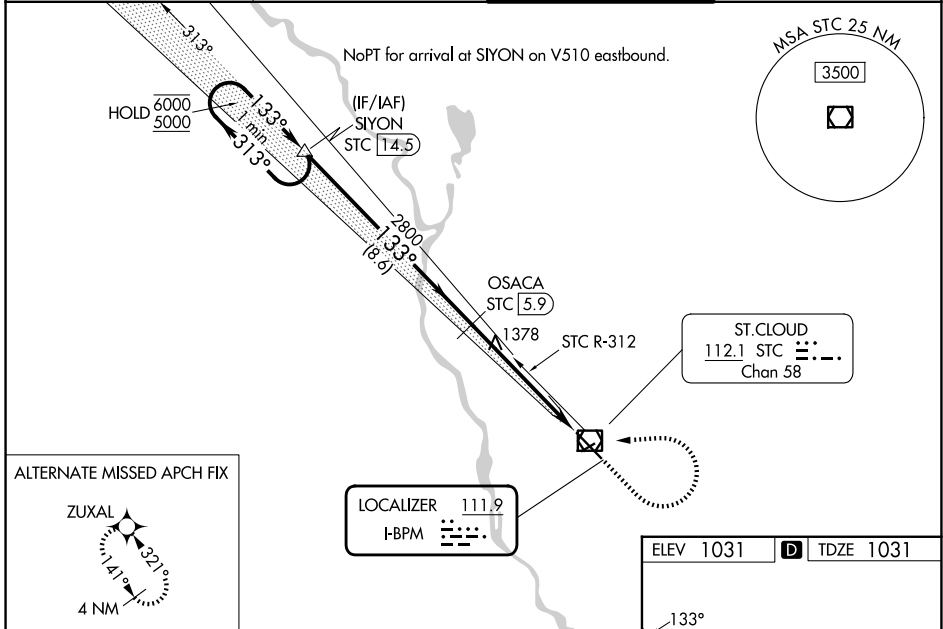 313°
NoPT for arrival at SIYON on V510 eastbound.
MSA STC 25 NM
3500
HOLD 6000
5000
133°
1 min
313°
(IF/IAF)
SIYON
STC 14.5
2800
133°
(8.6)
OSACA
STC 5.9
1378
STC R-312
ST.CLOUD
112.1 STC
Chan 58
LOCALIZER 111.9
I-BPM
ALTERNATE MISSED APCH FIX
ZUXAL
141°
321°
4 NM
ELEV 1031 D TDZE 1031
133°